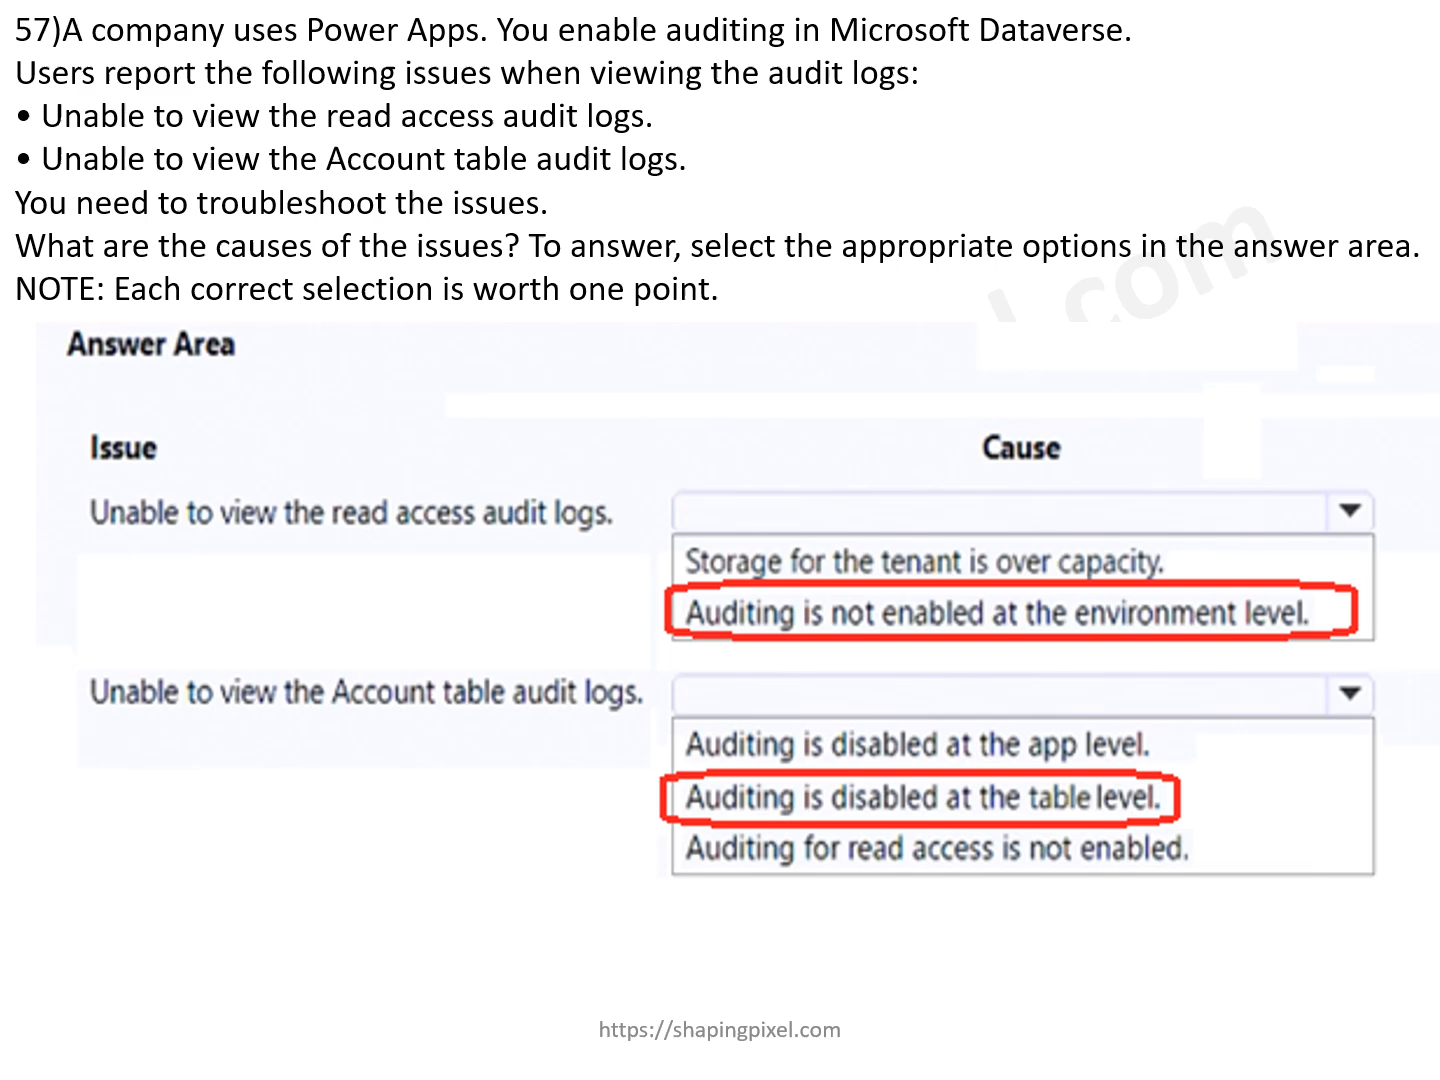 57)A company uses Power Apps. You enable auditing in Microsoft Dataverse.
Users report the following issues when viewing the audit logs:
• Unable to view the read access audit logs.
• Unable to view the Account table audit logs.
You need to troubleshoot the issues.
What are the causes of the issues? To answer, select the appropriate options in the answer area.
NOTE: Each correct selection is worth one point.
Answer Area
Issue Cause
Unable to view the read access audit logs.
Storage for the tenant is over capacity.
Auditing is not enabled at the environment level.
Unable to view the Account table audit logs.
Auditing is disabled at the app level.
Auditing is disabled at the table level.
Auditing for read access is not enabled.
https://shapingpixel.com